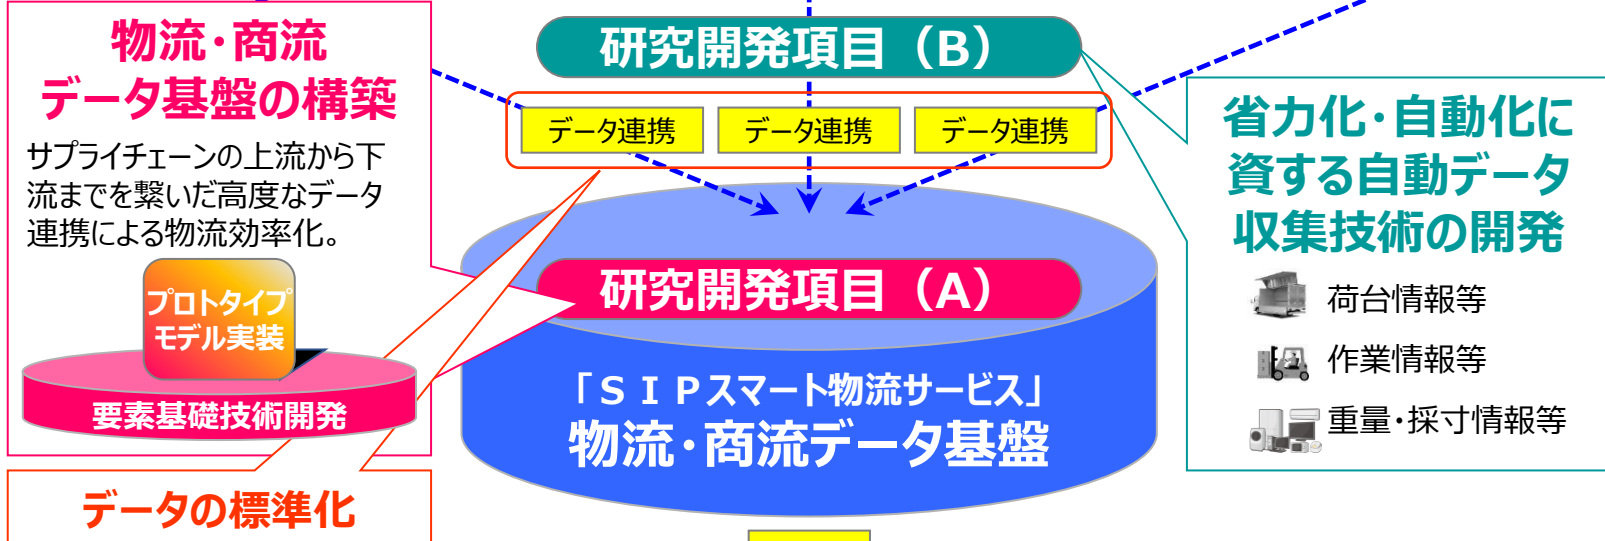 物流・商流
データ基盤の構築
サプライチェーンの上流から下
流までを繋いだ高度なデータ
連携による物流効率化。
プロトタイプ
モデル実装
要素基礎技術開発
データの標準化
研究開発項目（B）
データ連携
データ連携
データ連携
研究開発項目（A）
「ＳＩＰスマート物流サービス」
物流・商流データ基盤
省力化・自動化に
資する自動データ
収集技術の開発
荷台情報等
作業情報等
重量・採寸情報等